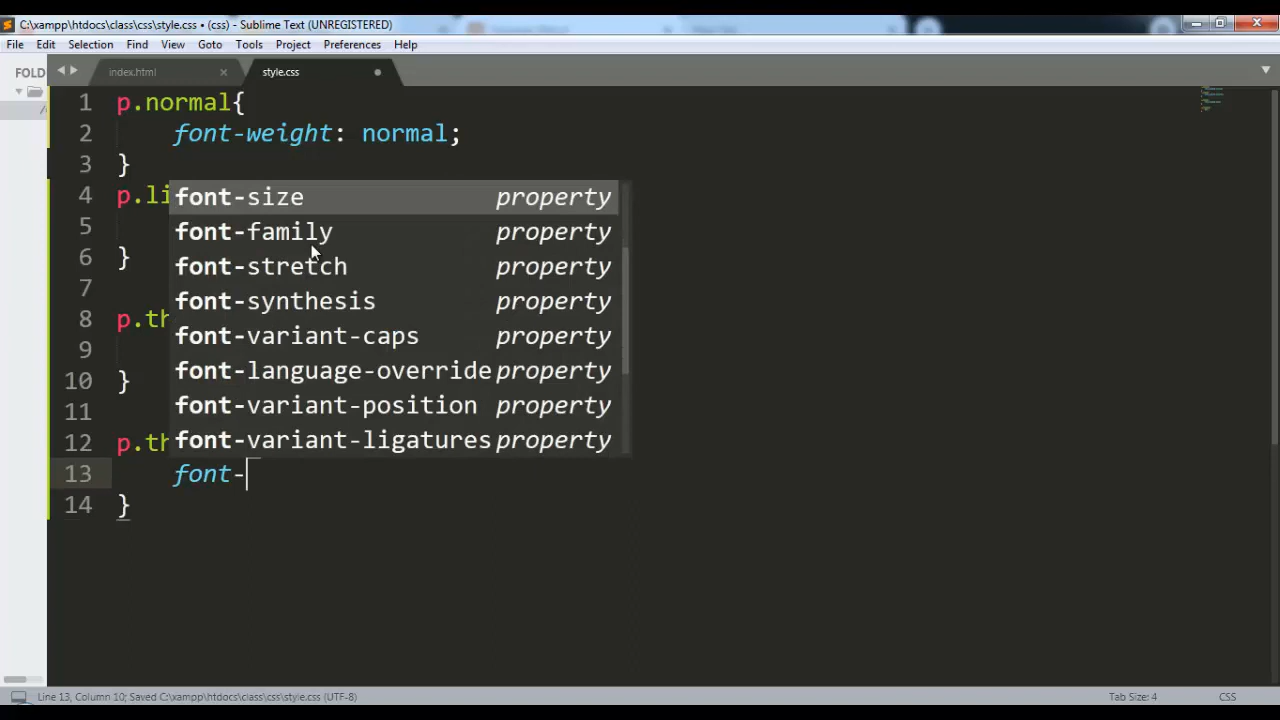 C:\xampp\htdocs\class\css\style.css • (css) - Sublime Text (UNREGISTERED)
File Edit Selection Find View Goto Tools Project Preferences Help
FOLD
index.html × style.css
1 p.normal{
2 font-weight: normal;
3 }
4 p.li
font-size property
5
font-family property
6 }
font-stretch property
7
font-synthesis property
8 p.th
font-variant-caps property
9
font-language-override property
10 }
font-variant-position property
11
font-variant-ligatures property
12 p.th
13 font-
14 }
Line 13, Column 10; Saved C:\xampp\htdocs\class\css\style.css (UTF-8) Tab Size: 4 CSS